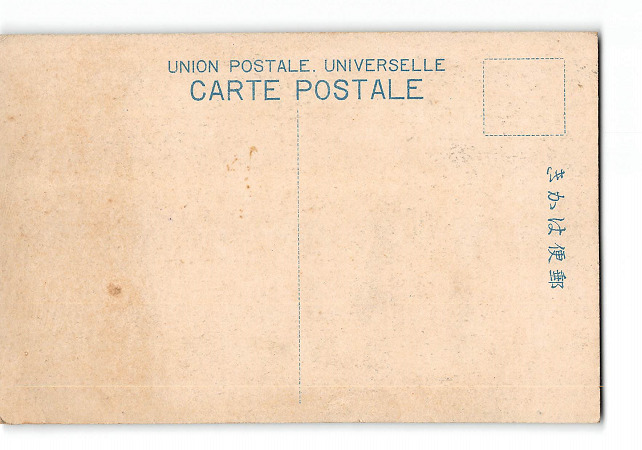 UNION POSTALE. UNIVERSELLE
CARTE POSTALE
きかは便郵